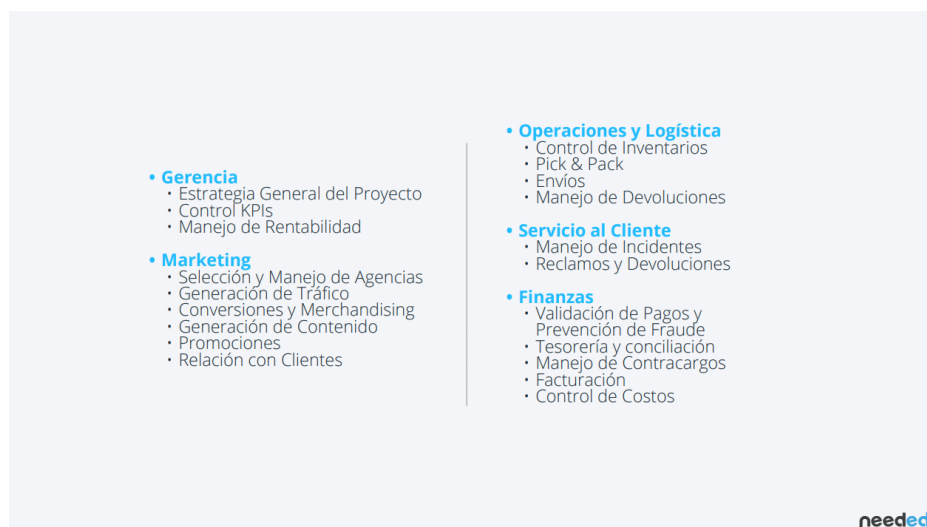 • Gerencia
• Estrategia General del Proyecto
• Control KPIs
• Manejo de Rentabilidad
• Marketing
• Selección y Manejo de Agencias
• Generación de Tráfico
• Conversiones y Merchandising
• Generación de Contenido
• Promociones
• Relación con Clientes
• Operaciones y Logística
• Control de Inventarios
• Pick & Pack
• Envíos
• Manejo de Devoluciones
• Servicio al Cliente
• Manejo de Incidentes
• Reclamos y Devoluciones
• Finanzas
• Validación de Pagos y
Prevención de Fraude
• Tesorería y conciliación
• Manejo de Contracargos
• Facturación
• Control de Costos
needed